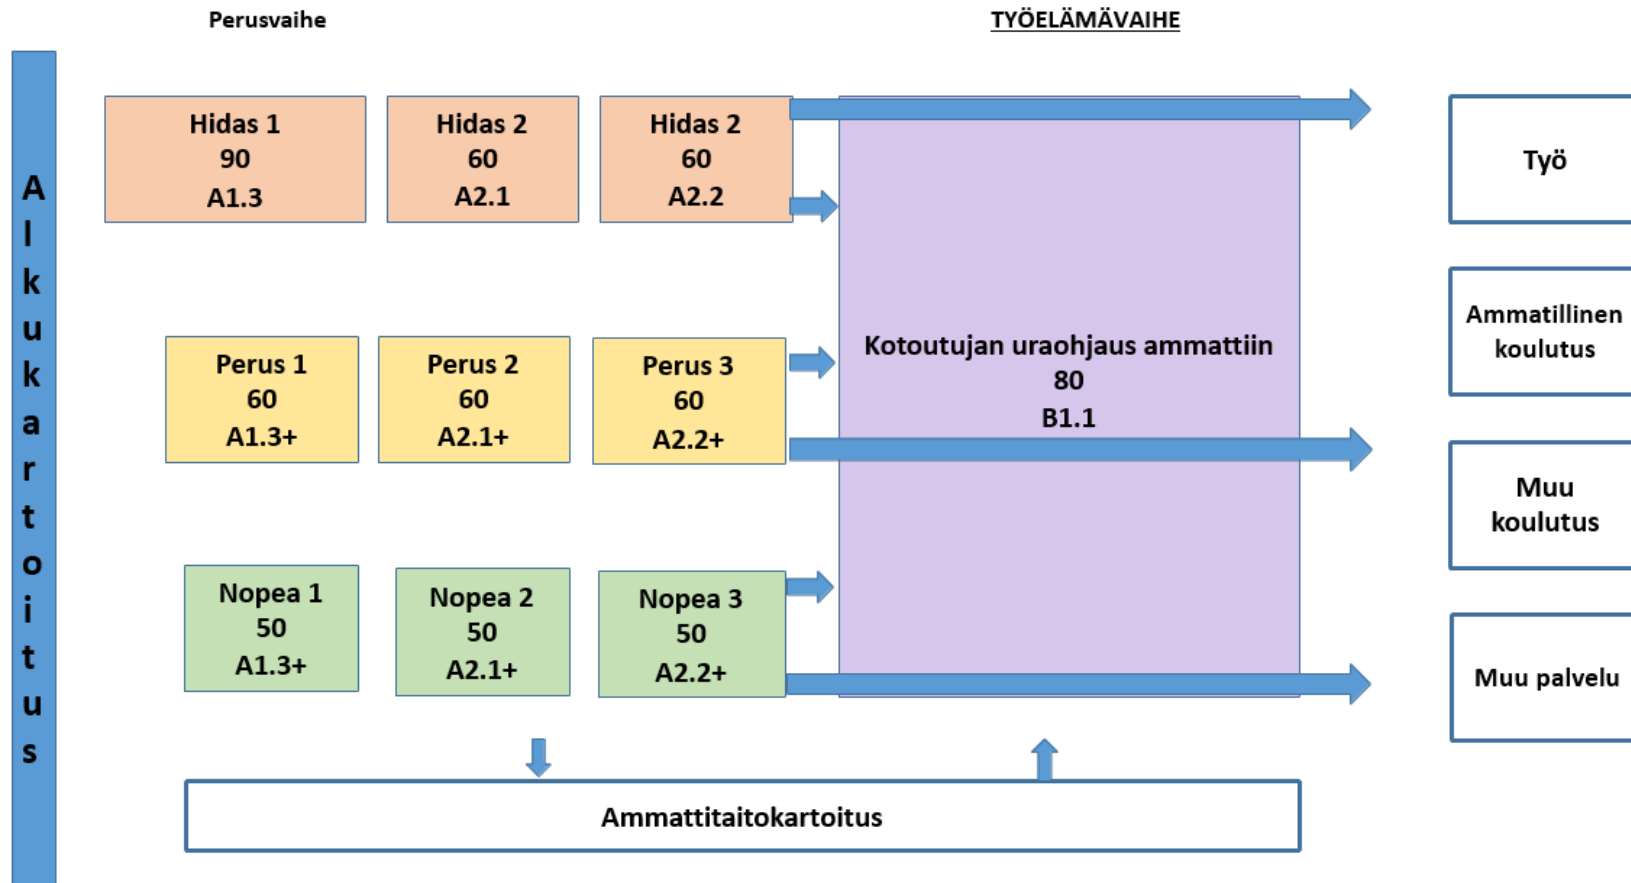 Perusvaihe
TYÖELÄMÄVAIHE
Alkukartoitus
Hidas 1
90
A1.3
Hidas 2
60
A2.1
Hidas 2
60
A2.2
Perus 1
60
A1.3+
Perus 2
60
A2.1+
Perus 3
60
A2.2+
Nopea 1
50
A1.3+
Nopea 2
50
A2.1+
Nopea 3
50
A2.2+
Kotoutujan uraohjaus ammattiin
80
B1.1
Työ
Ammatillinen
koulutus
Muu
koulutus
Muu palvelu
Ammattitaitokartoitus